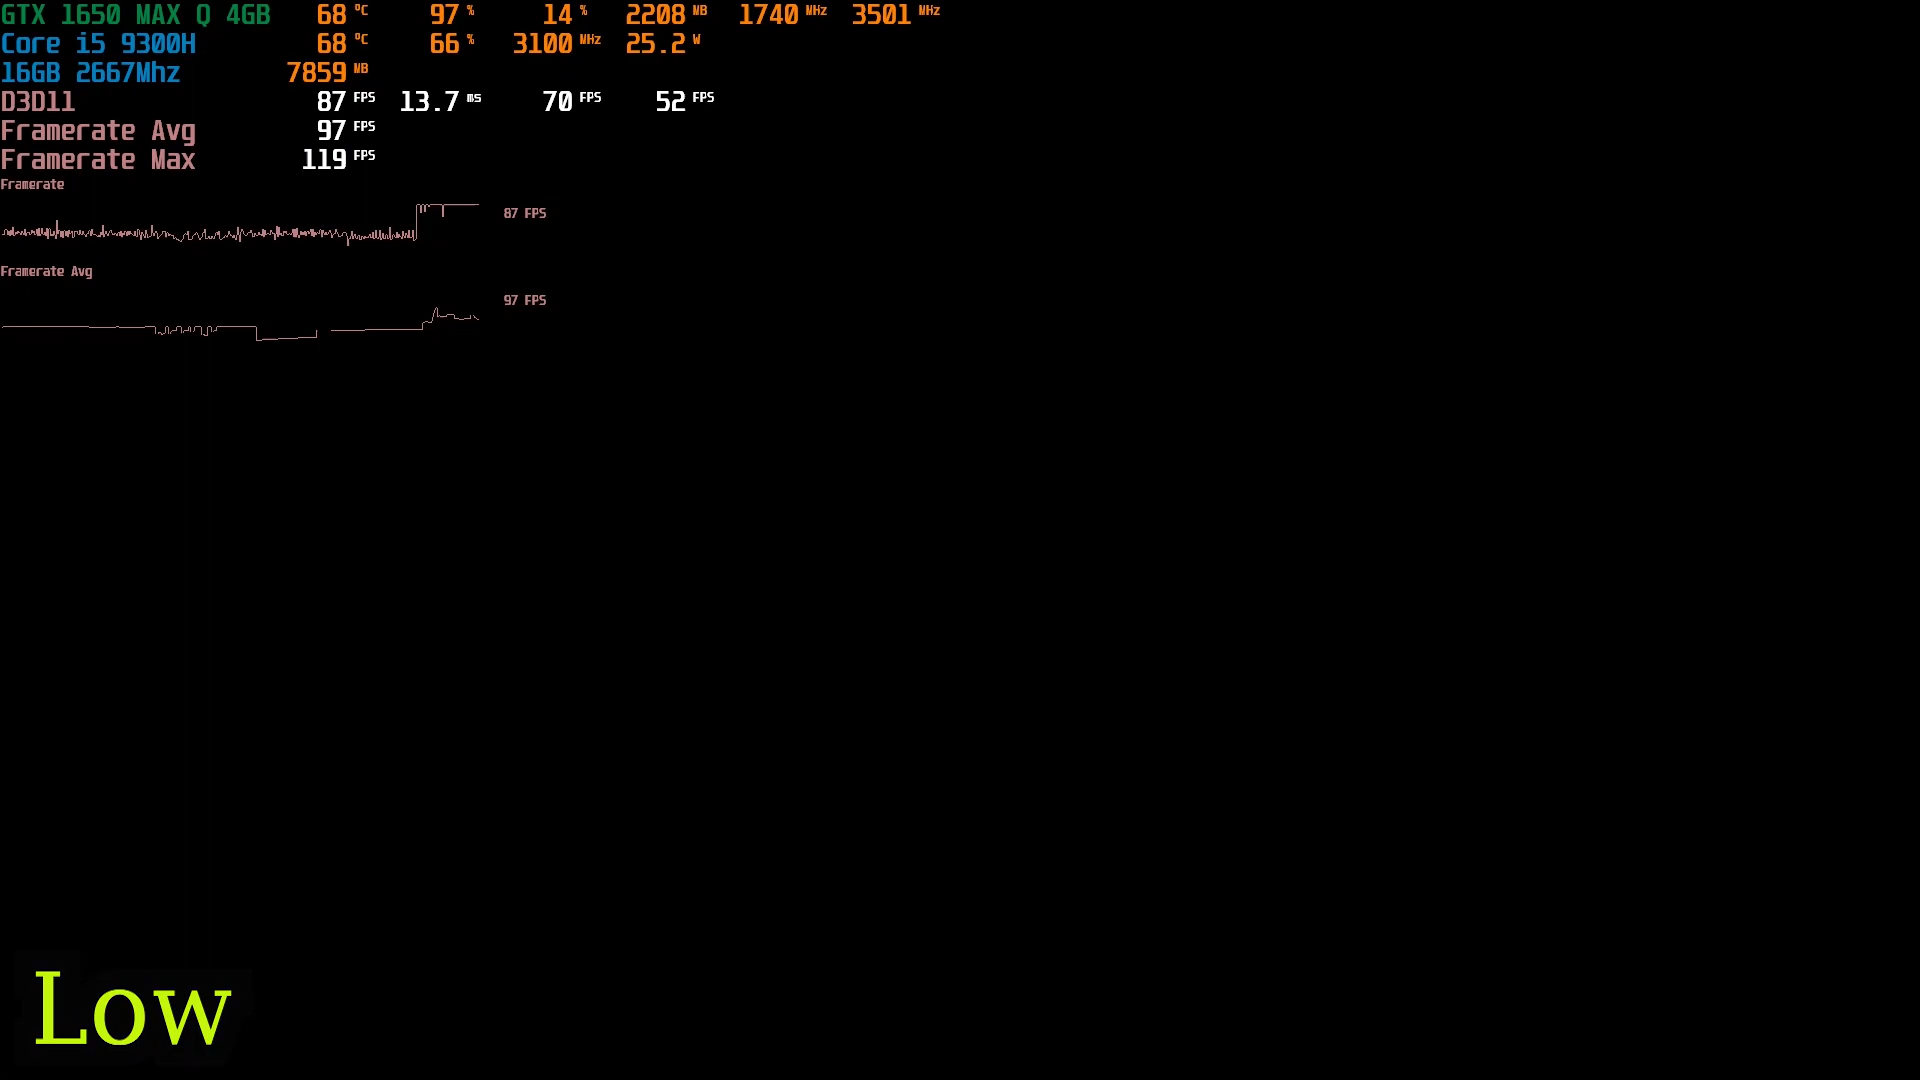 GTX 1650 MAX Q 4GB 68 °C 97 % 14 % 2208 MB 1740 MHz 3501 MHz
Core i5 9300H 68 °C 66 % 3100 MHz 25.2 W
16GB 2667Mhz 7859 MB
D3D11 87 FPS 13.7 ms 70 FPS 52 FPS
Framerate Avg 97 FPS
Framerate Max 119 FPS
Framerate
87 FPS
Framerate Avg
97 FPS
Low